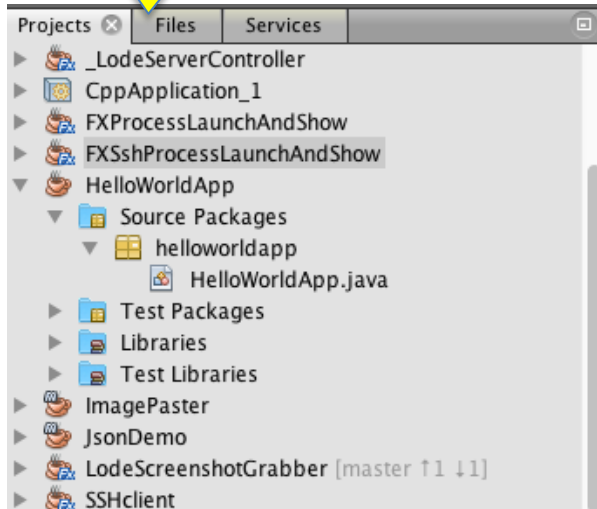 Projects Files Services
_LodeServerController
CppApplication_1
FXProcessLaunchAndShow
FXSshProcessLaunchAndShow
HelloWorldApp
Source Packages
helloworldapp
HelloWorldApp.java
Test Packages
Libraries
Test Libraries
ImagePaster
JsonDemo
LodeScreenshotGrabber [master ↑1 ↓1]
SSHclient